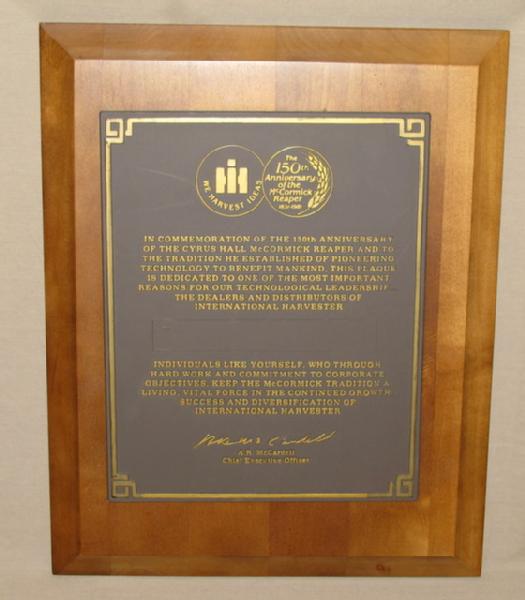 IH
WE HARVEST IDEAS
The
150th
Anniversary
of the
McCormick
Reaper
1831-1981
IN COMMEMORATION OF THE 150th ANNIVERSARY
OF THE CYRUS HALL McCORMICK REAPER AND TO
THE TRADITION HE ESTABLISHED OF PIONEERING
TECHNOLOGY TO BENEFIT MANKIND, THIS PLAQUE
IS DEDICATED TO ONE OF THE MOST IMPORTANT
REASONS FOR OUR TECHNOLOGICAL LEADERSHIP—
THE DEALERS AND DISTRIBUTORS OF
INTERNATIONAL HARVESTER
INDIVIDUALS LIKE YOURSELF, WHO THROUGH
HARD WORK AND COMMITMENT TO CORPORATE
OBJECTIVES, KEEP THE McCORMICK TRADITION A
LIVING, VITAL FORCE IN THE CONTINUED GROWTH,
SUCCESS AND DIVERSIFICATION OF
INTERNATIONAL HARVESTER
A.R. McCardell
Chief Executive Officer